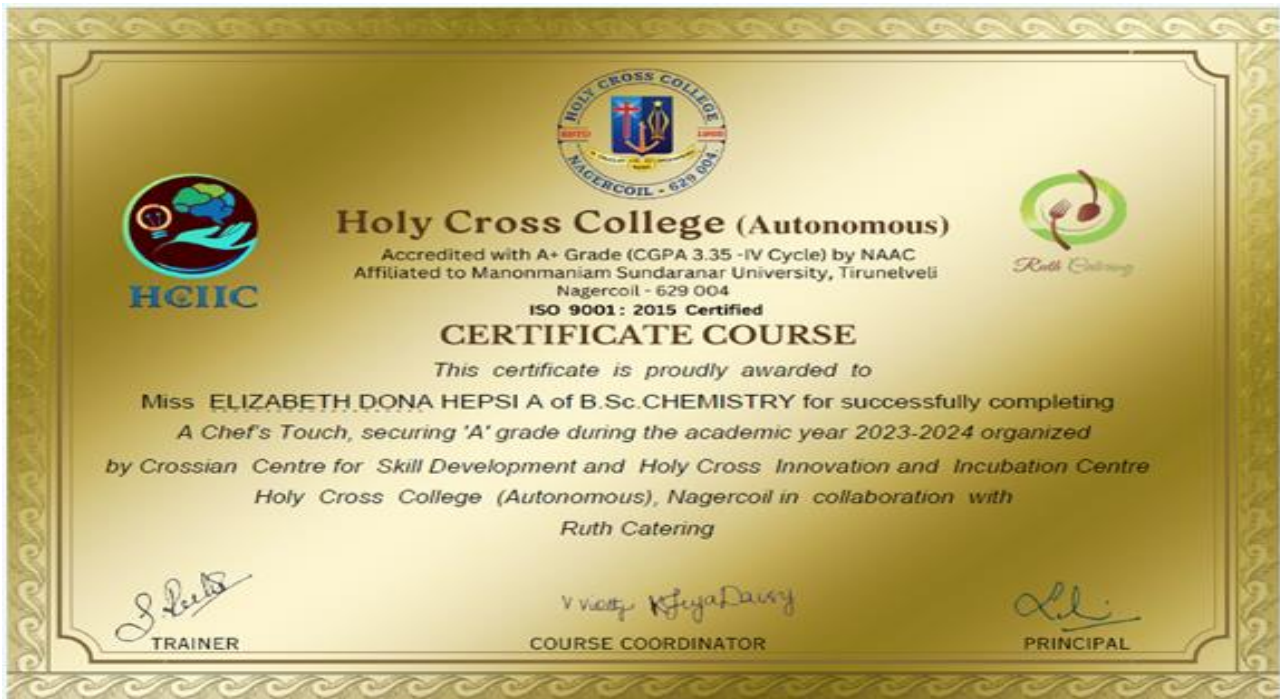 HOLY CROSS COLLEGE
NAGERCOIL - 629 004.
HCIIC
Ruth Catering
Holy Cross College (Autonomous)
Accredited with A+ Grade (CGPA 3.35 -IV Cycle) by NAAC
Affiliated to Manonmaniam Sundaranar University, Tirunelveli
Nagercoil - 629 004
ISO 9001: 2015 Certified
CERTIFICATE COURSE
This certificate is proudly awarded to
Miss ELIZABETH DONA HEPSI A of B.Sc.CHEMISTRY for successfully completing
A Chef's Touch, securing 'A' grade during the academic year 2023-2024 organized
by Crossian Centre for Skill Development and Holy Cross Innovation and Incubation Centre
Holy Cross College (Autonomous), Nagercoil in collaboration with
Ruth Catering
TRAINER
COURSE COORDINATOR
PRINCIPAL